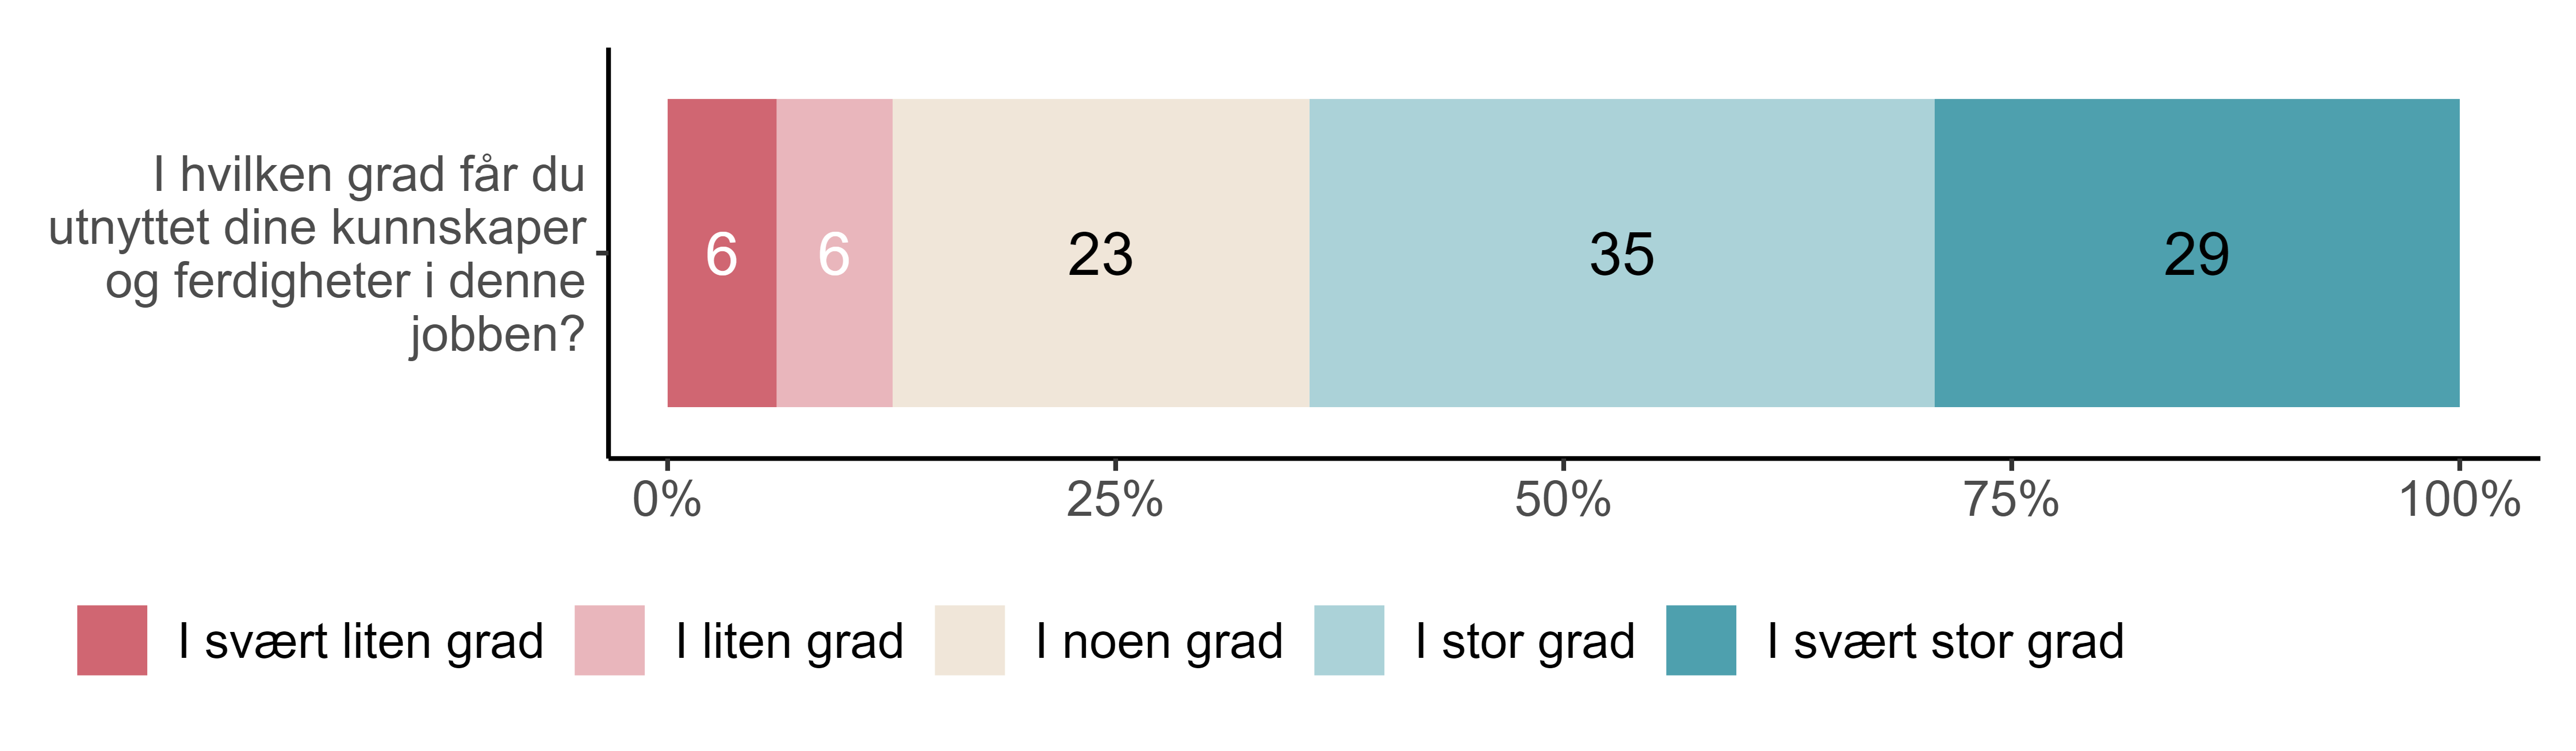 I hvilken grad får du
utnyttet dine kunnskaper
og ferdigheter i denne
jobben?
6 6 23 35 29
0% 25% 50% 75% 100%
I svært liten grad I liten grad I noen grad I stor grad I svært stor grad